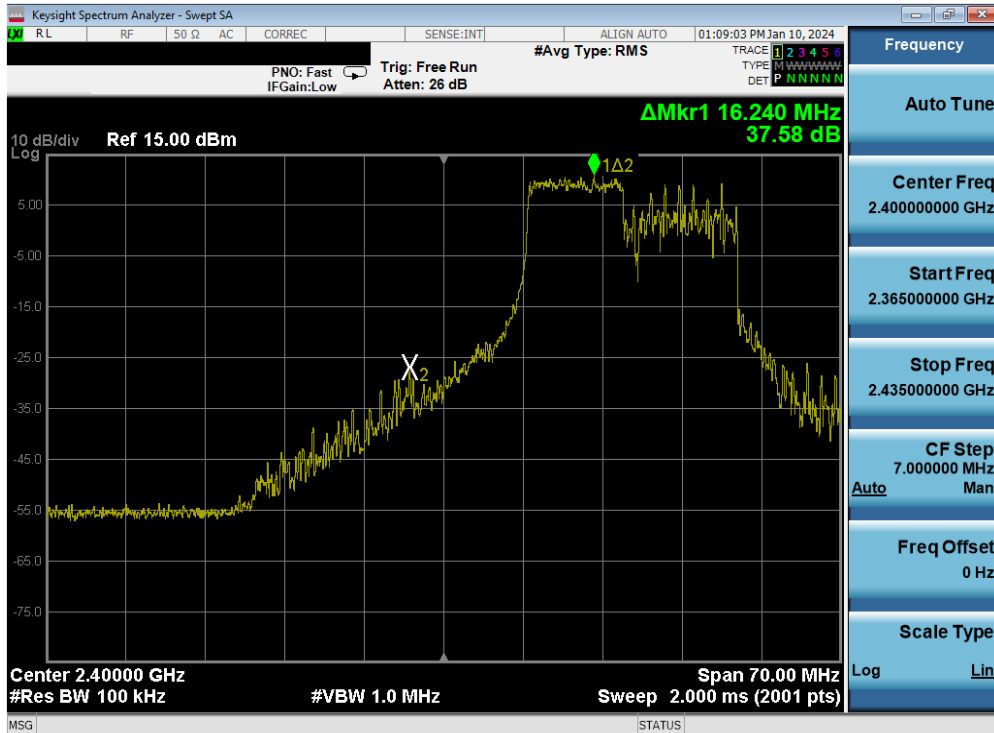 Keysight Spectrum Analyzer - Swept SA
LXI RL RF 50 Ω AC CORREC SENSE:INT ALIGN AUTO 01:09:03 PM Jan 10, 2024
#Avg Type: RMS
TRACE 1 2 3 4 5 6
TYPE M WWWWW
DET P N N N N N
PNO: Fast
IFGain:Low
Trig: Free Run
Atten: 26 dB
ΔMkr1 16.240 MHz
37.58 dB
10 dB/div Ref 15.00 dBm
Log
1Δ2
5.00
-5.00
-15.0
-25.0
X2
-35.0
-45.0
-55.0
-65.0
-75.0
Center 2.40000 GHz Span 70.00 MHz
#Res BW 100 kHz #VBW 1.0 MHz Sweep 2.000 ms (2001 pts)
MSG STATUS
Frequency
Auto Tune
Center Freq
2.400000000 GHz
Start Freq
2.365000000 GHz
Stop Freq
2.435000000 GHz
CF Step
7.000000 MHz
Auto Man
Freq Offset
0 Hz
Scale Type
Log Lin